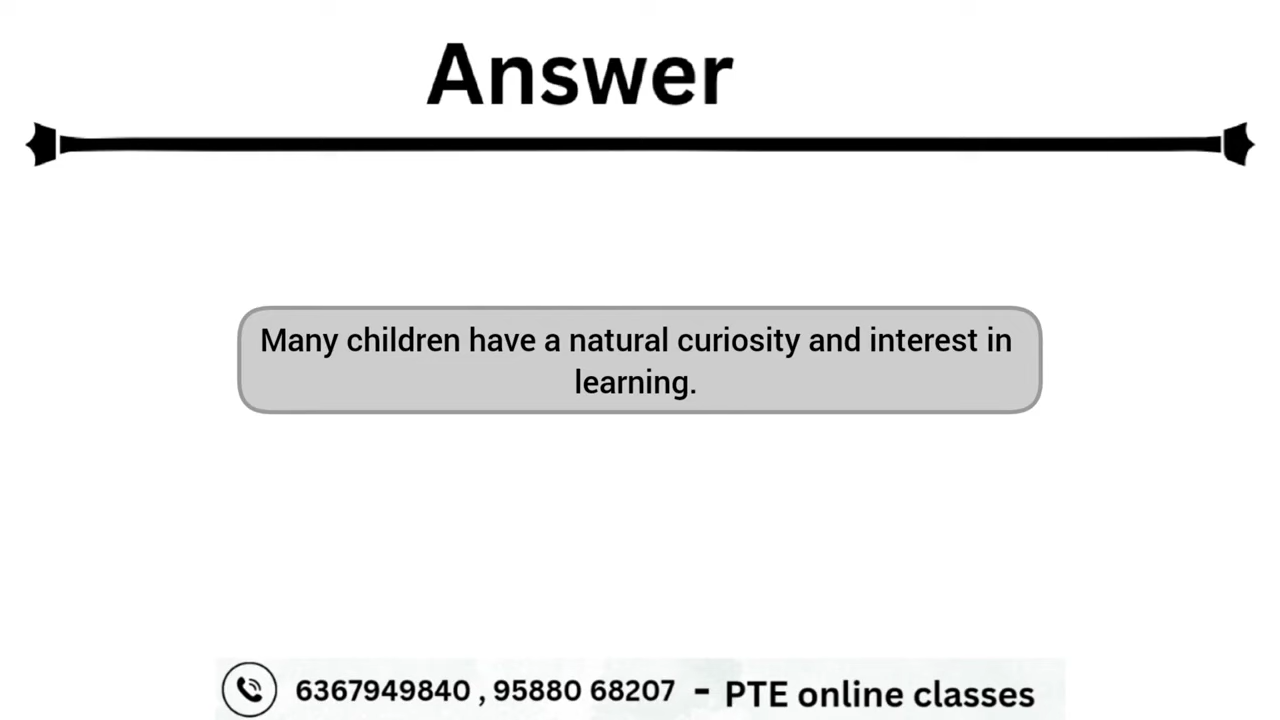 Answer
Many children have a natural curiosity and interest in
learning.
6367949840 , 95880 68207 - PTE online classes